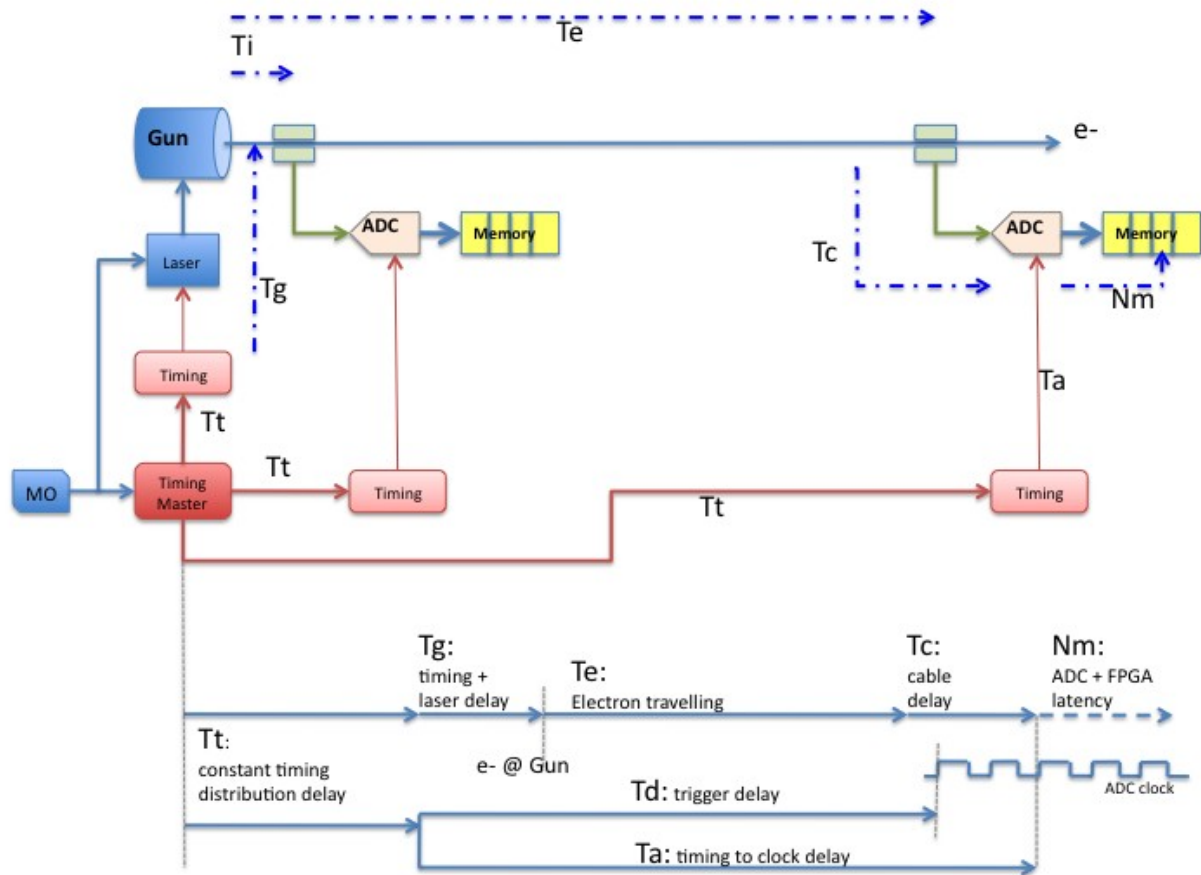 Te
Ti
Gun
e-
ADC
Memory
ADC
Memory
Laser
Tg
Tc
Nm
Timing
Ta
Tt
Tt
MO
Timing
Master
Timing
Tt
Timing
Tg:
timing +
laser delay
Te:
Electron travelling
Tc:
cable
delay
Nm:
ADC + FPGA
latency
Tt:
constant timing
distribution delay
e- @ Gun
Td: trigger delay
ADC clock
Ta: timing to clock delay